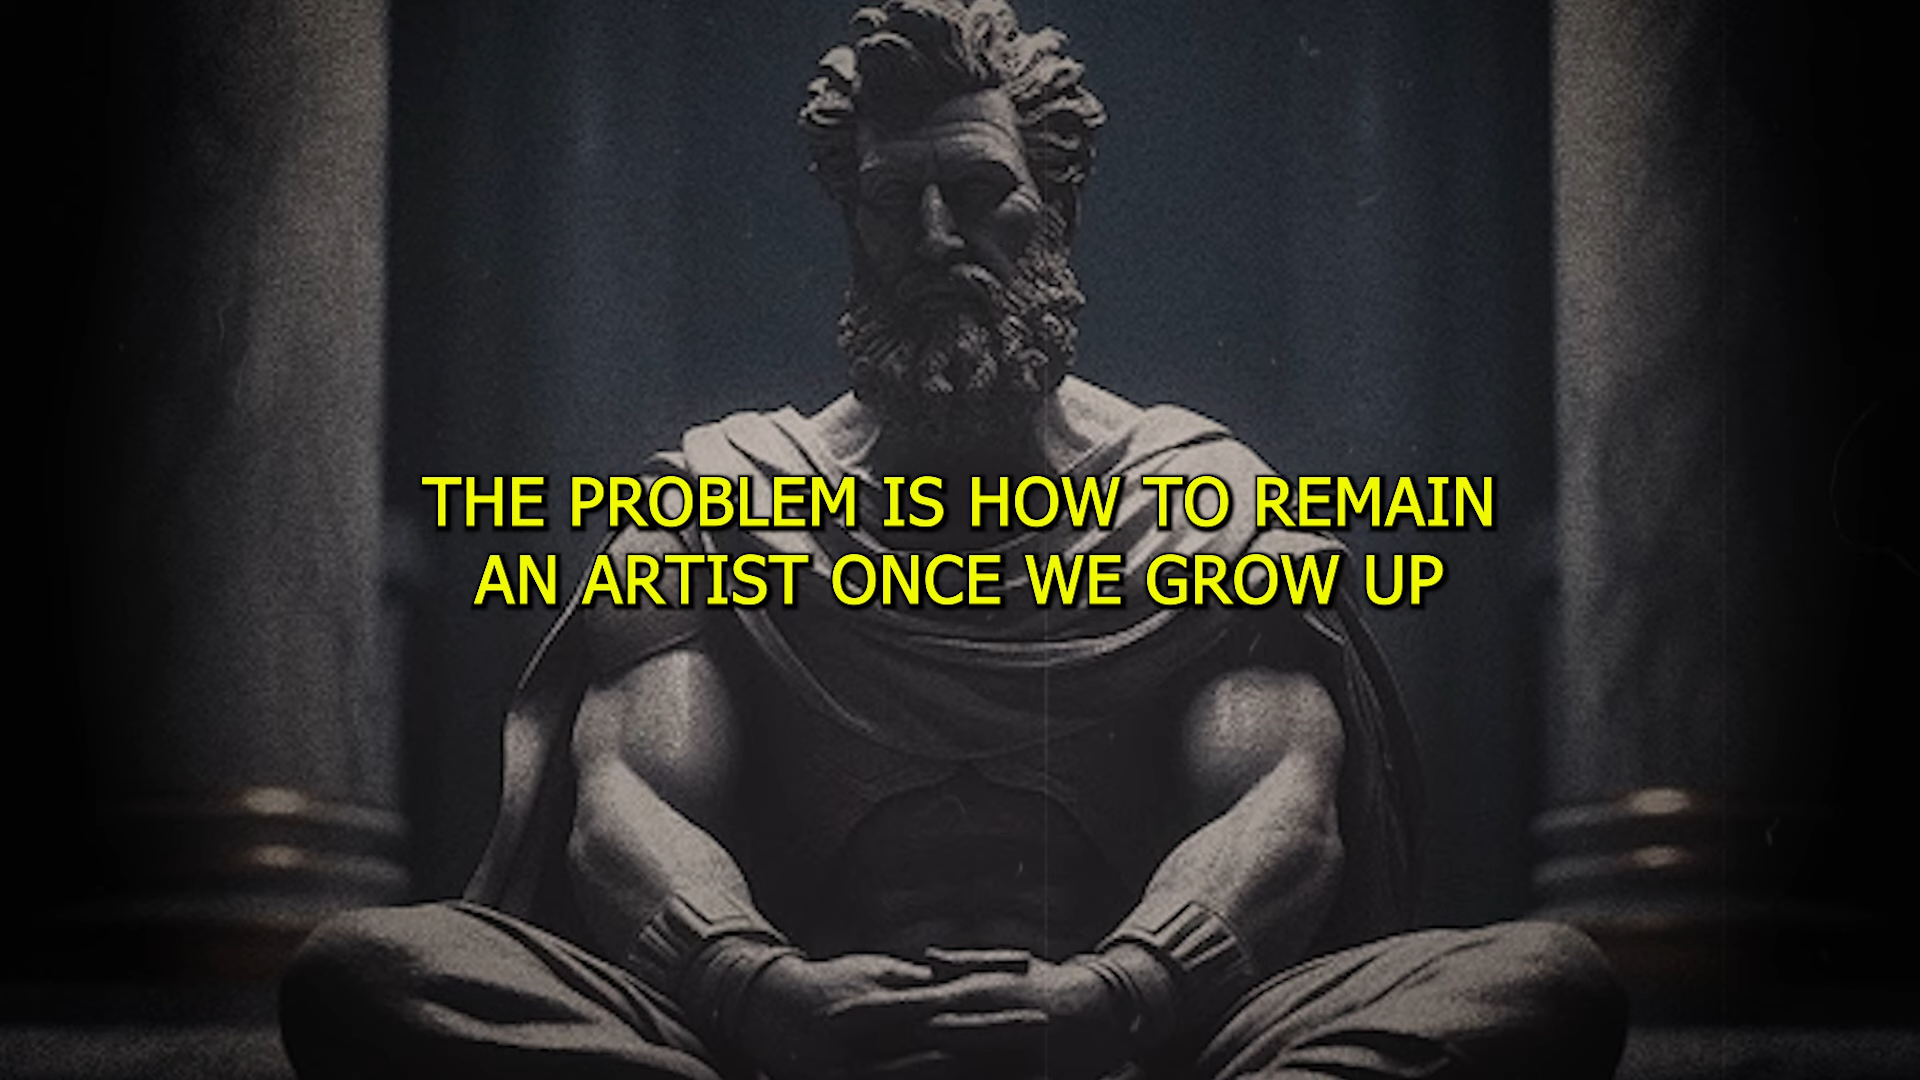 THE PROBLEM IS HOW TO REMAIN
AN ARTIST ONCE WE GROW UP